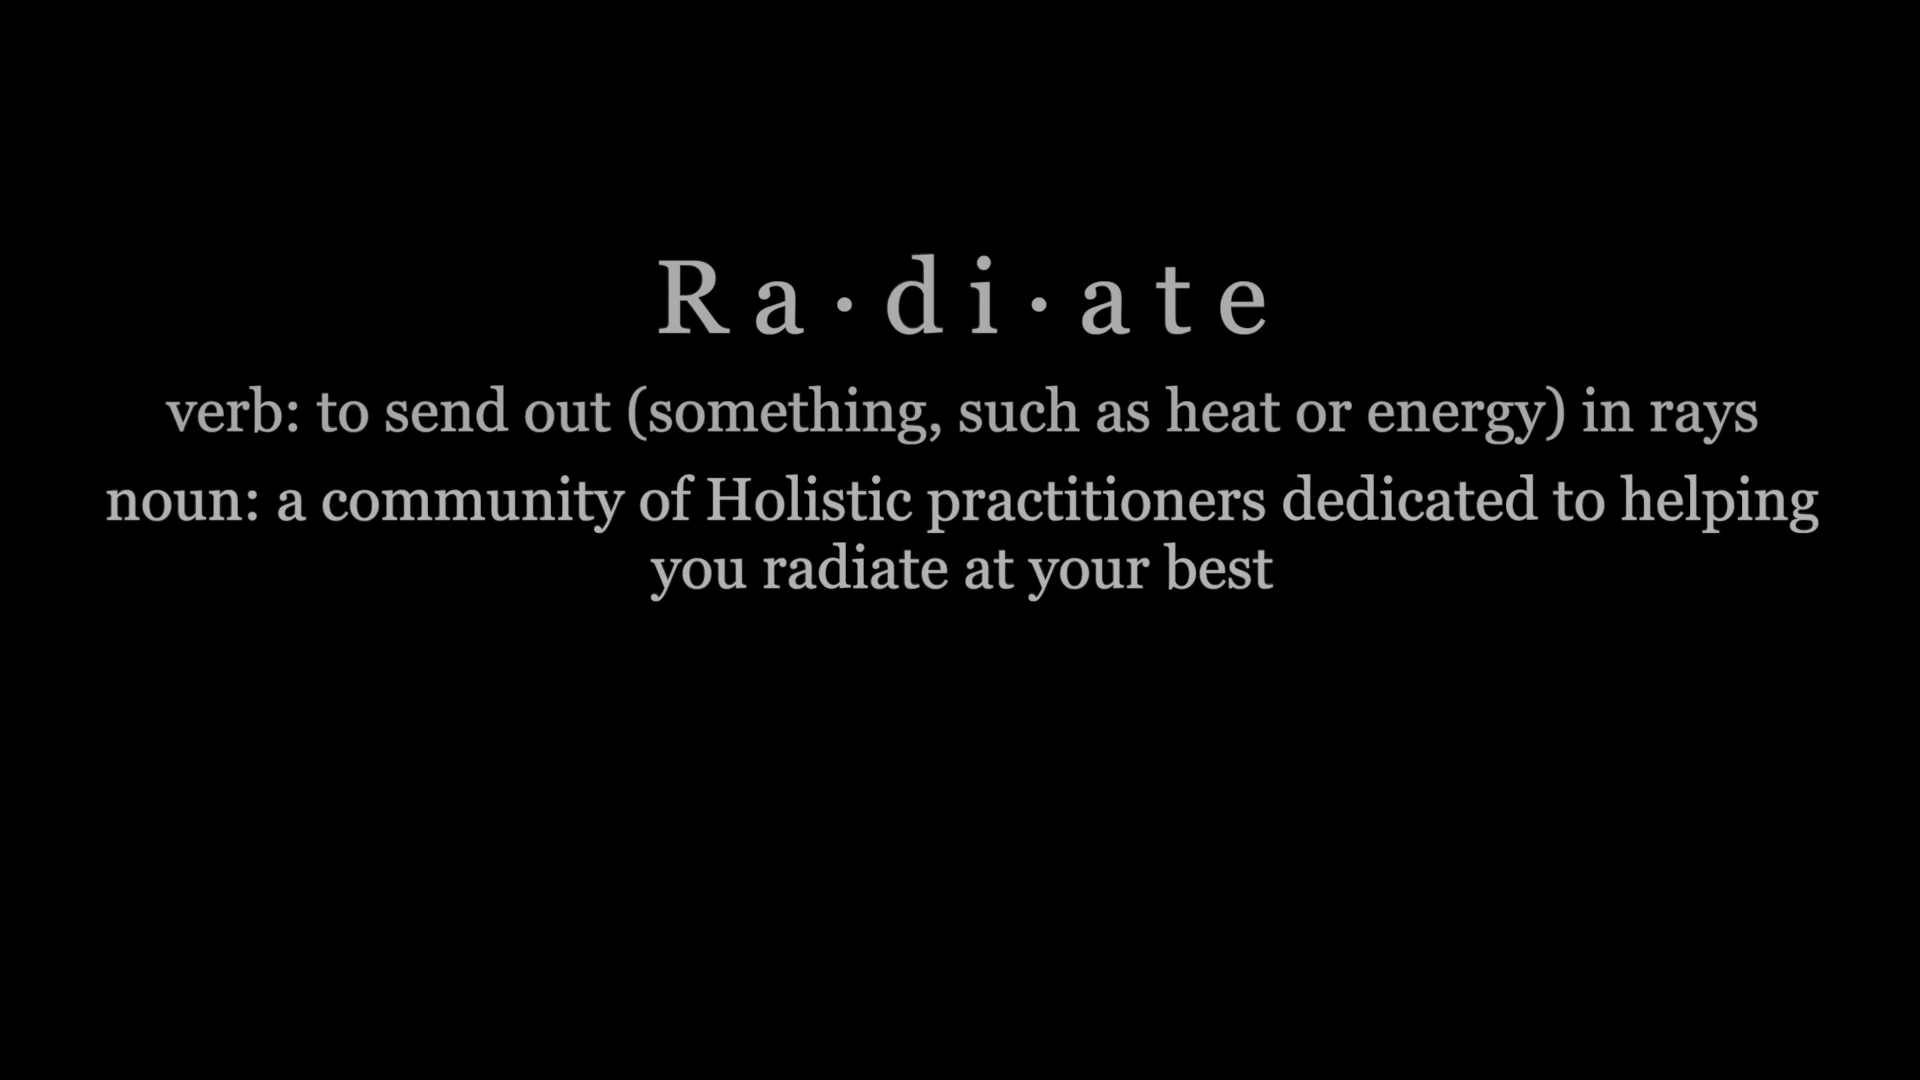 Ra·di·ate
verb: to send out (something, such as heat or energy) in rays
noun: a community of Holistic practitioners dedicated to helping
you radiate at your best